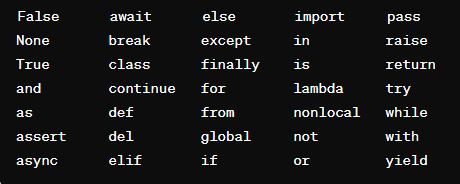 False await else import pass
None break except in raise
True class finally is return
and continue for lambda try
as def from nonlocal while
assert del global not with
async elif if or yield